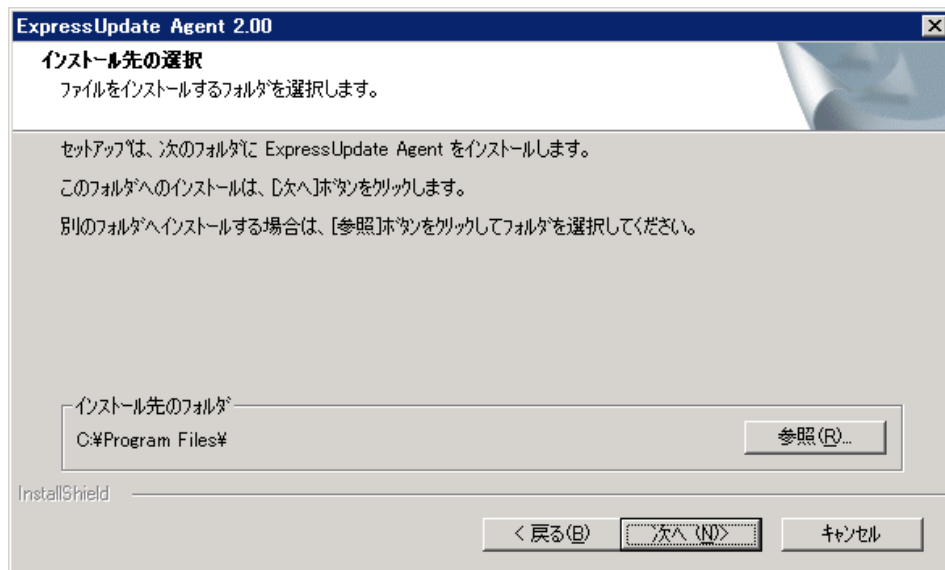 ExpressUpdate Agent 2.00
インストール先の選択
ファイルをインストールするフォルダを選択します。
セットアップは、次のフォルダに ExpressUpdate Agent をインストールします。
このフォルダへのインストールは、[次へ]ボタンをクリックします。
別のフォルダへインストールする場合は、[参照]ボタンをクリックしてフォルダを選択してください。
インストール先のフォルダ
C:¥Program Files¥
参照(R)...
InstallShield
< 戻る(B)
次へ (N)>
キャンセル